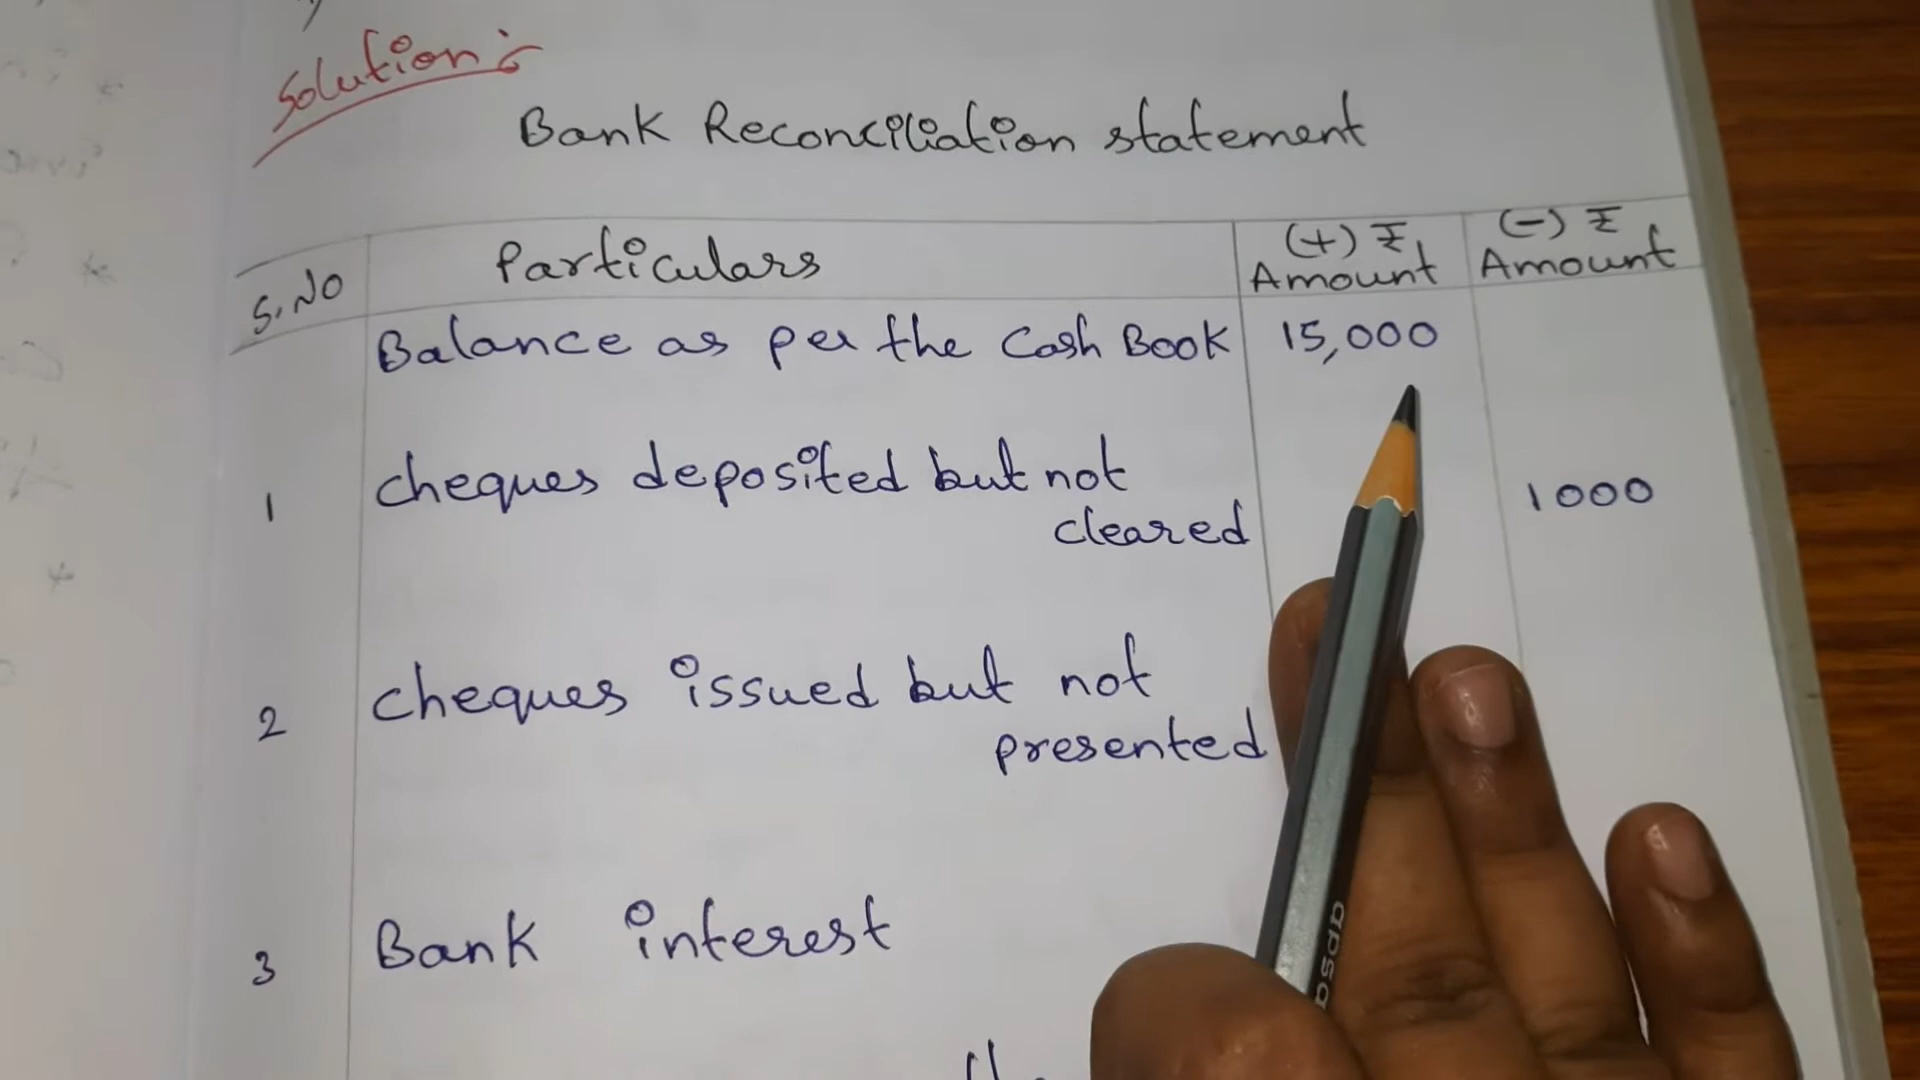 Solution :-
Bank Reconciliation statement
S.NO Particulars (+) ₹ Amount (-) ₹ Amount
Balance as per the Cash Book 15,000
1 cheques deposited but not cleared 1000
2 cheques issued but not presented
3 Bank interest
apsa